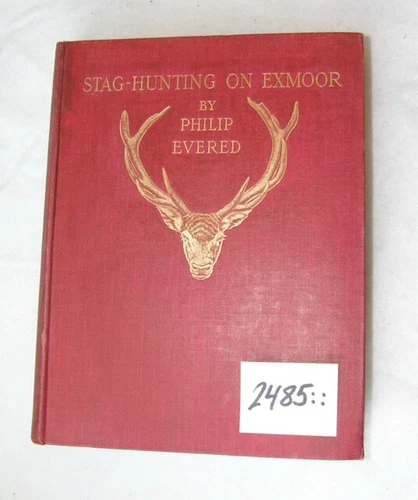 STAG-HUNTING ON EXMOOR
BY
PHILIP
EVERED
2485::